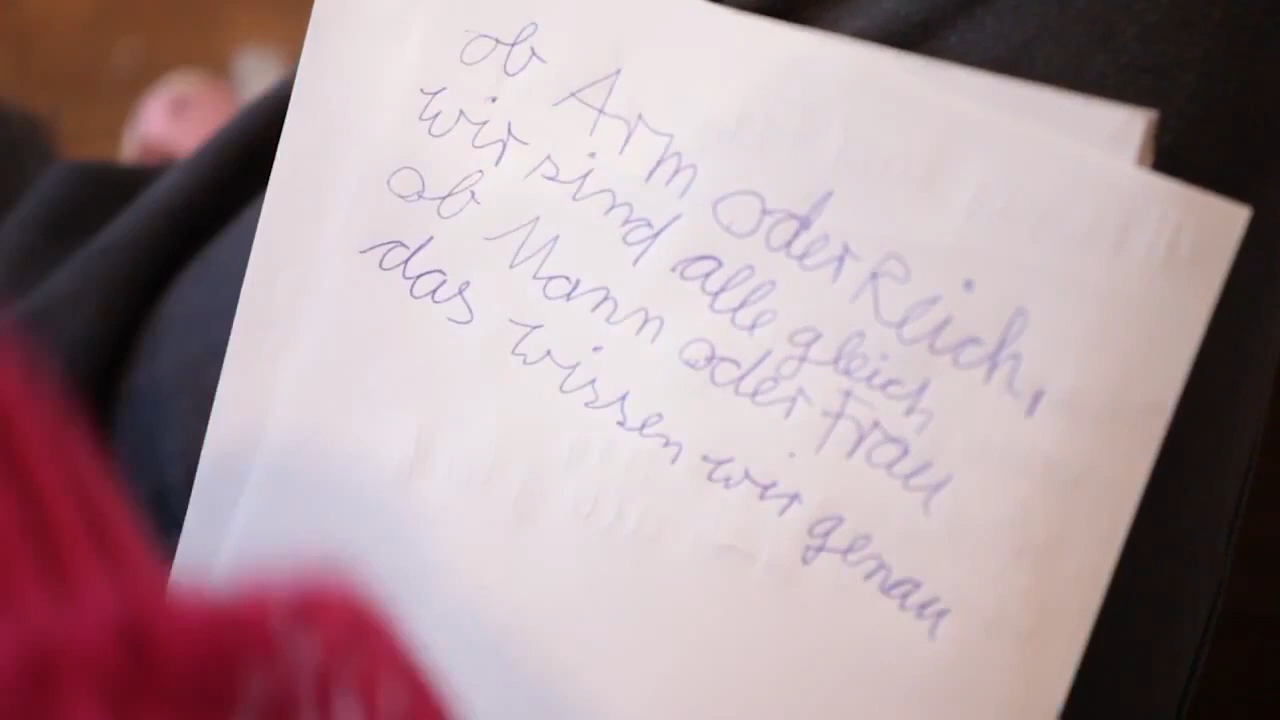 ob Arm oder Reich,
wir sind alle gleich
ob Mann oder Frau
das wissen wir genau